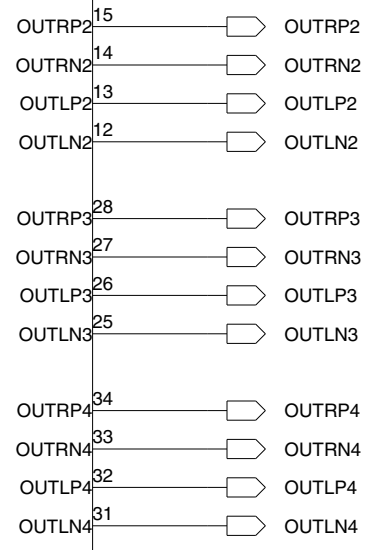 OUTRP2 15 OUTRP2
OUTRN2 14 OUTRN2
OUTLP2 13 OUTLP2
OUTLN2 12 OUTLN2
OUTRP3 28 OUTRP3
OUTRN3 27 OUTRN3
OUTLP3 26 OUTLP3
OUTLN3 25 OUTLN3
OUTRP4 34 OUTRP4
OUTRN4 33 OUTRN4
OUTLP4 32 OUTLP4
OUTLN4 31 OUTLN4